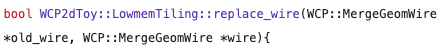 bool WCP2dToy::LowmemTiling::replace_wire(WCP::MergeGeomWire
*old_wire, WCP::MergeGeomWire *wire){